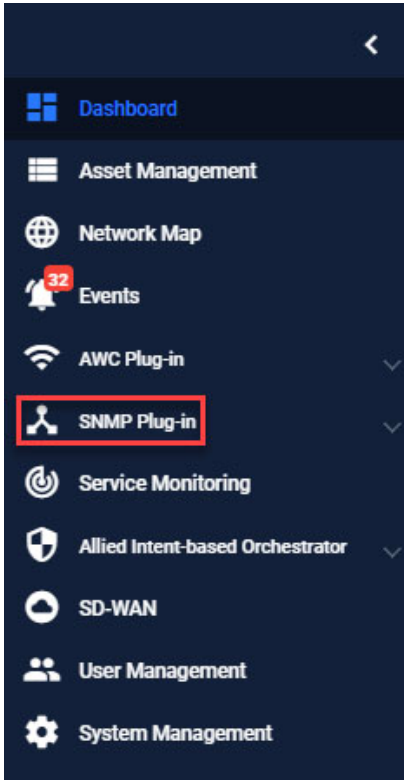 Dashboard
Asset Management
Network Map
32
Events
AWC Plug-in
SNMP Plug-in
Service Monitoring
Allied Intent-based Orchestrator
SD-WAN
User Management
System Management